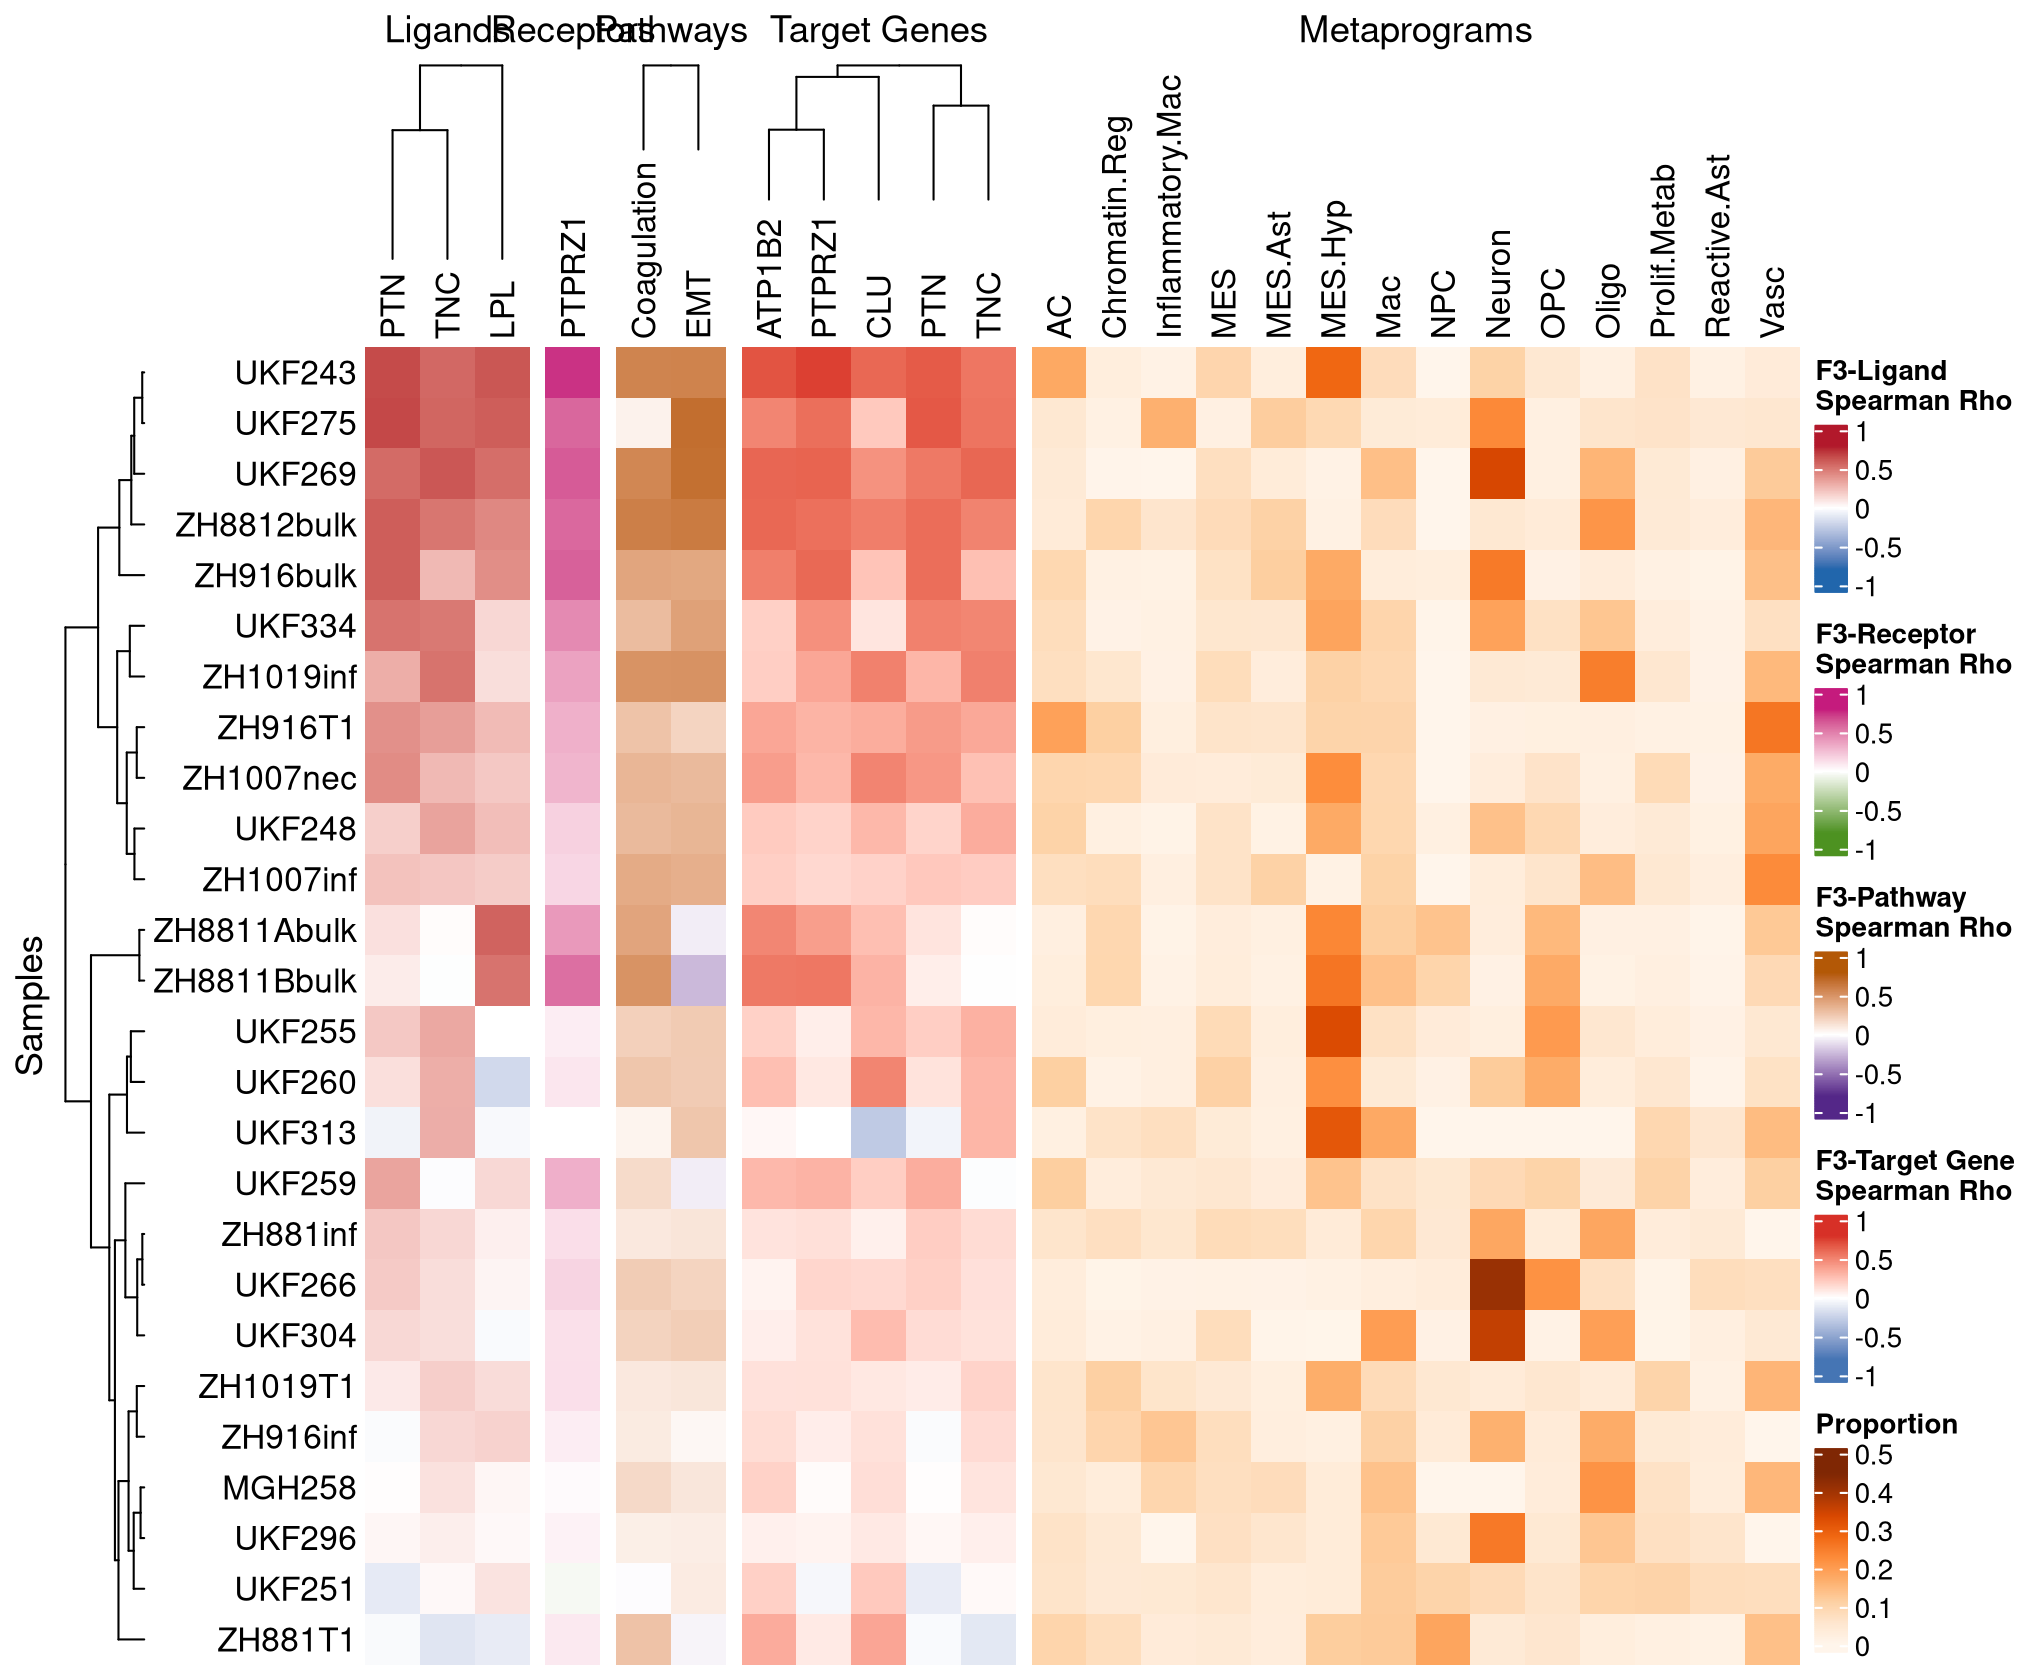 Ligands Receptors Pathways Target Genes Metaprograms
PTN TNC LPL PTPRZ1 Coagulation EMT ATP1B2 PTPRZ1 CLU PTN TNC AC Chromatin.Reg Inflammatory.Mac MES MES.Ast MES.Hyp Mac NPC Neuron OPC Oligo Prolif.Metab Reactive.Ast Vasc
Samples
UKF243
UKF275
UKF269
ZH8812bulk
ZH916bulk
UKF334
ZH1019inf
ZH916T1
ZH1007nec
UKF248
ZH1007inf
ZH8811Abulk
ZH8811Bbulk
UKF255
UKF260
UKF313
UKF259
ZH881inf
UKF266
UKF304
ZH1019T1
ZH916inf
MGH258
UKF296
UKF251
ZH881T1
F3-Ligand
Spearman Rho
1
0.5
0
-0.5
-1
F3-Receptor
Spearman Rho
1
0.5
0
-0.5
-1
F3-Pathway
Spearman Rho
1
0.5
0
-0.5
-1
F3-Target Gene
Spearman Rho
1
0.5
0
-0.5
-1
Proportion
0.5
0.4
0.3
0.2
0.1
0